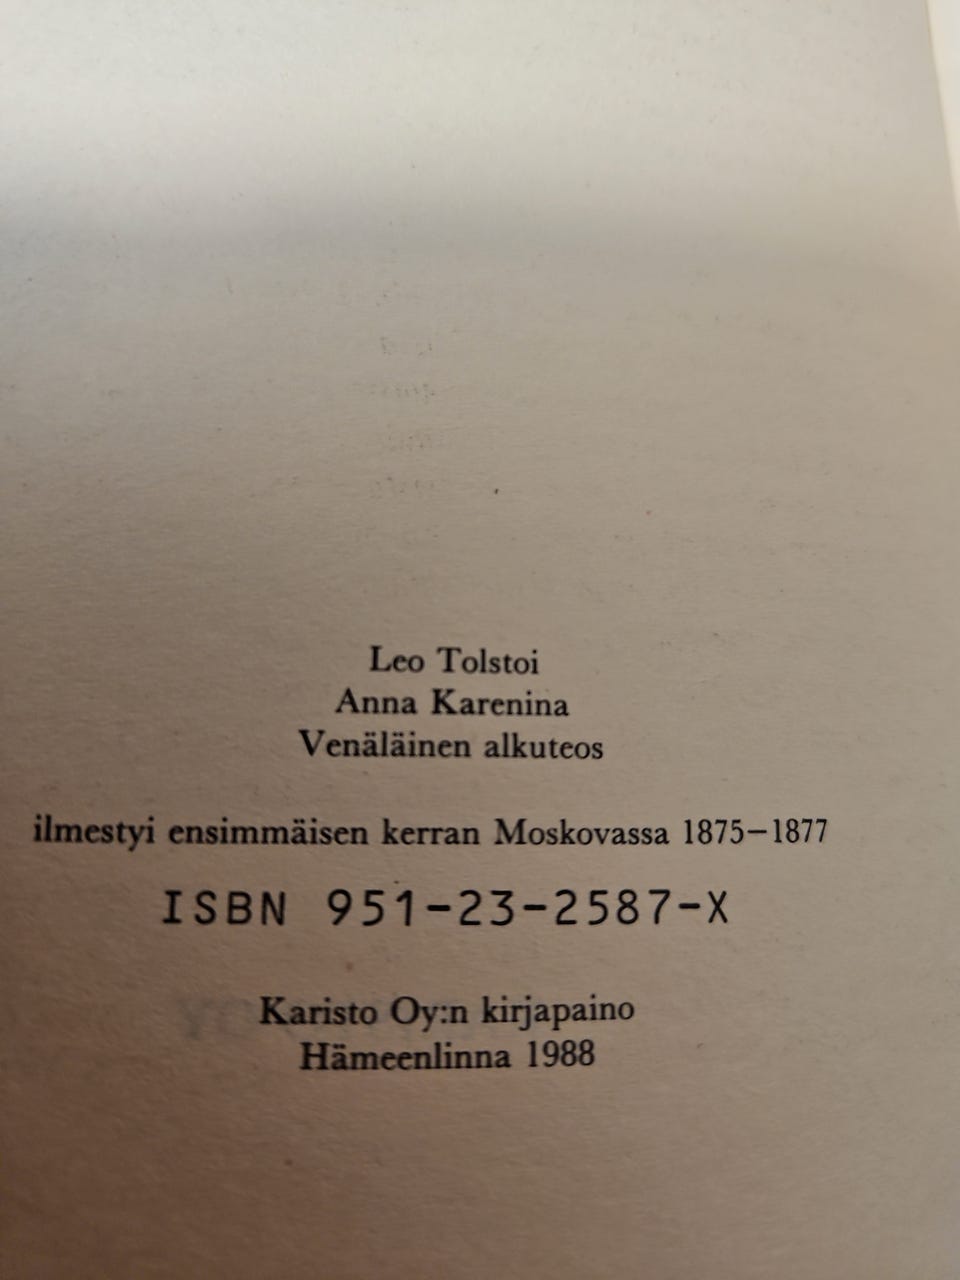 Leo Tolstoi
Anna Karenina
Venäläinen alkuteos
ilmestyi ensimmäisen kerran Moskovassa 1875–1877
ISBN 951-23-2587-X
Karisto Oy:n kirjapaino
Hämeenlinna 1988